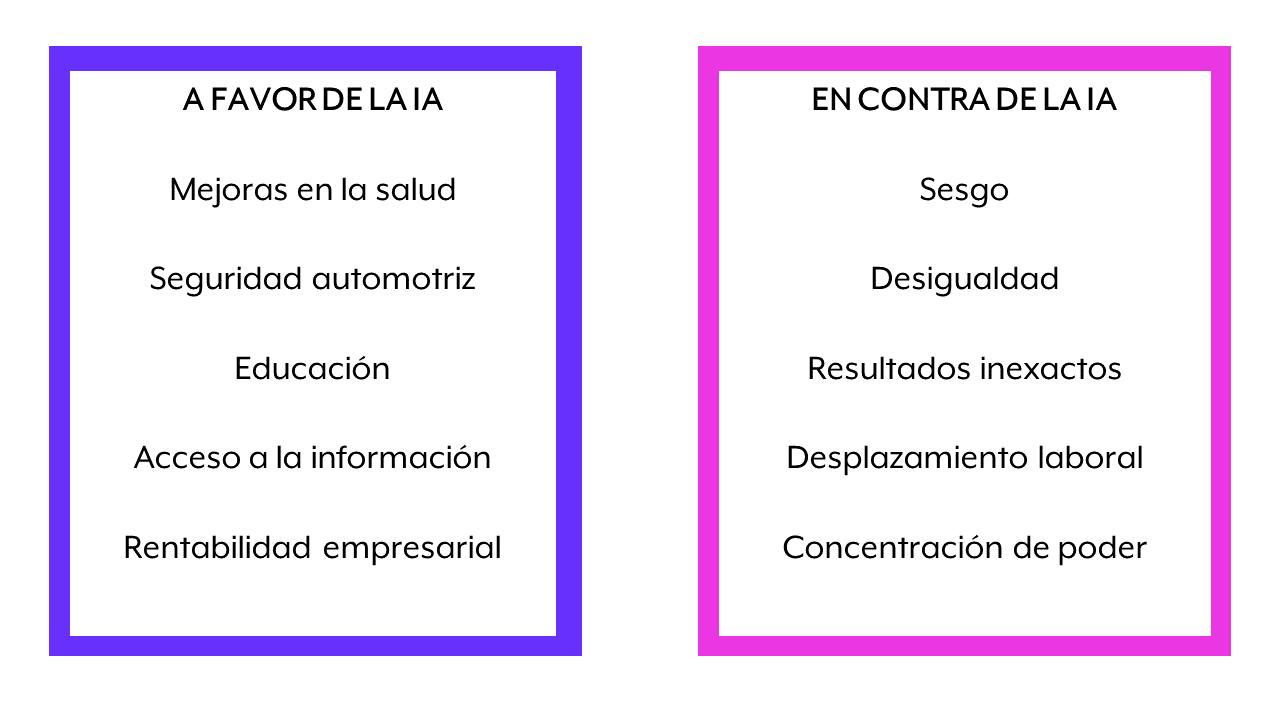 A FAVOR DE LA IA
Mejoras en la salud
Seguridad automotriz
Educación
Acceso a la información
Rentabilidad empresarial
EN CONTRA DE LA IA
Sesgo
Desigualdad
Resultados inexactos
Desplazamiento laboral
Concentración de poder